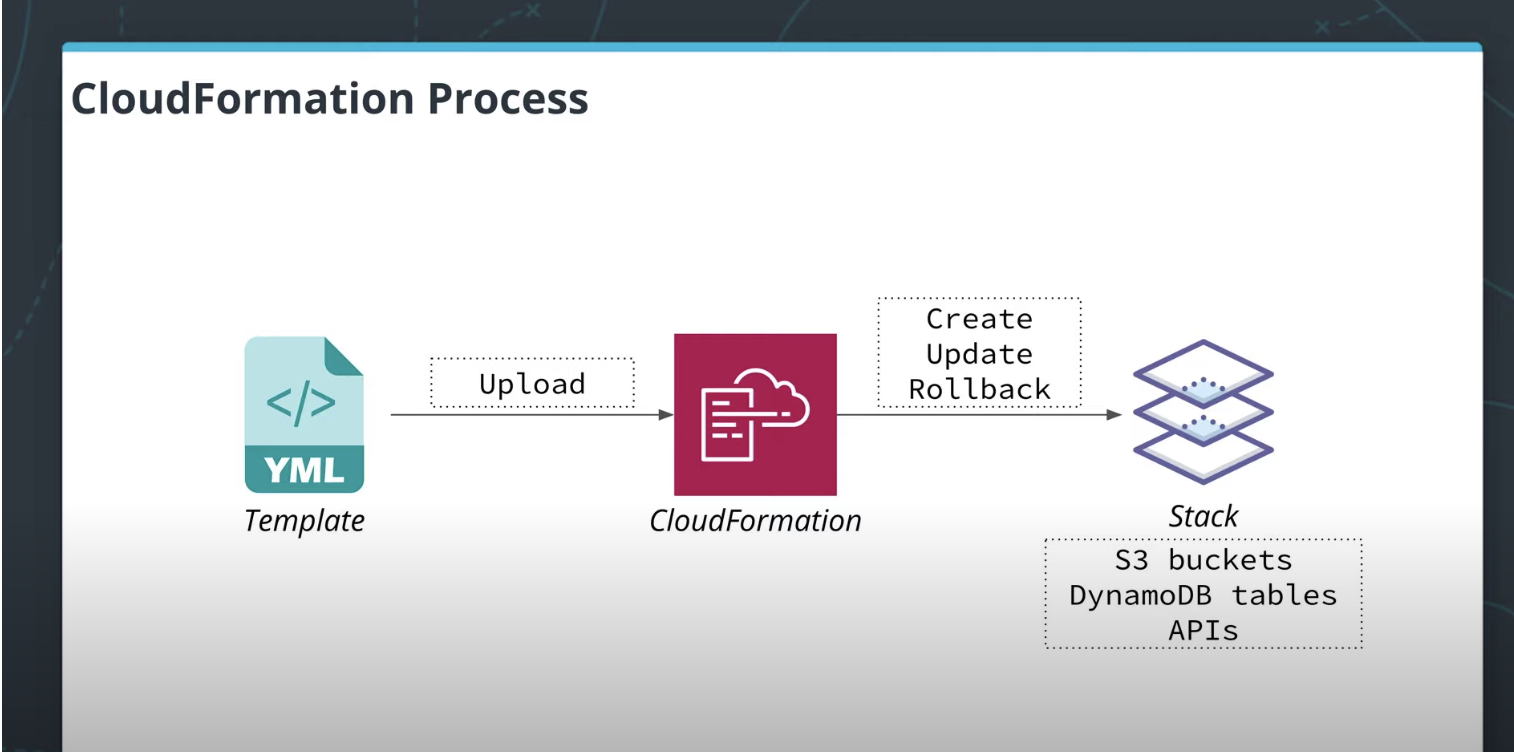 CloudFormation Process
Upload
Create
Update
Rollback
</>
YML
Template
CloudFormation
Stack
S3 buckets
DynamoDB tables
APIs